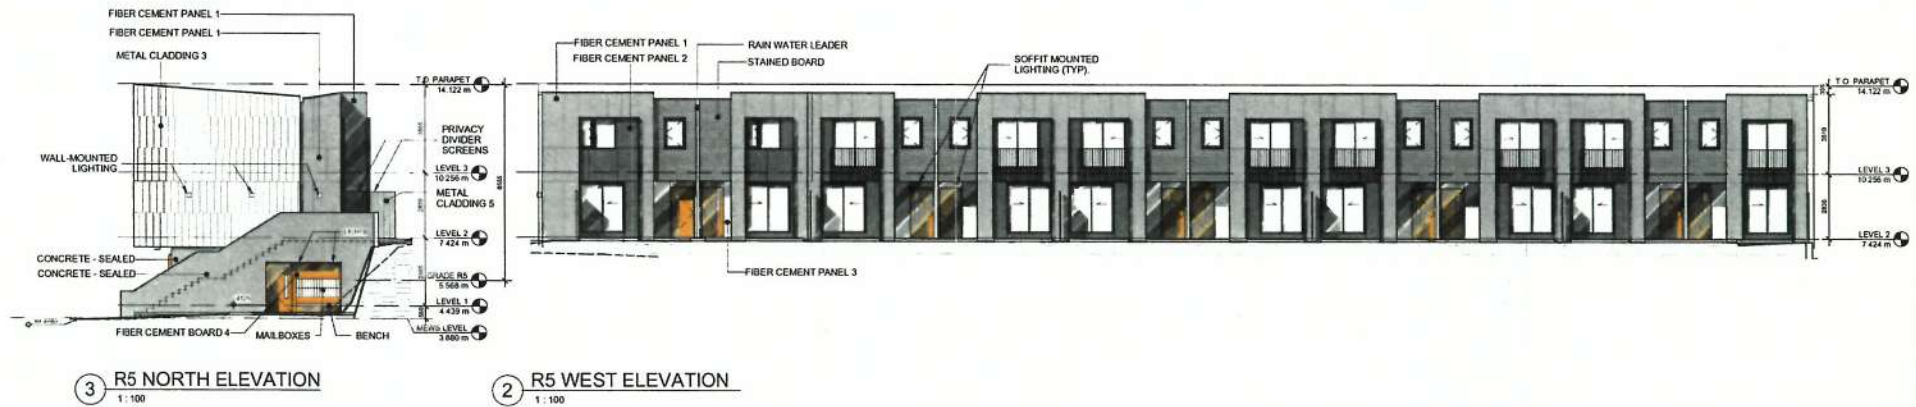 FIBER CEMENT PANEL 1
FIBER CEMENT PANEL 1
METAL CLADDING 3
WALL-MOUNTED
LIGHTING
CONCRETE - SEALED
CONCRETE - SEALED
FIBER CEMENT BOARD 4
MAILBOXES
BENCH
T.O. PARAPET
14.122 m
PRIVACY
DIVIDER
SCREENS
LEVEL 3
10.256 m
METAL
CLADDING 5
LEVEL 2
7.424 m
GRADE R5
5.568 m
LEVEL 1
4.439 m
MEWS LEVEL
3.880 m
3 R5 NORTH ELEVATION
1 : 100
FIBER CEMENT PANEL 1
FIBER CEMENT PANEL 2
RAIN WATER LEADER
STAINED BOARD
SOFFIT MOUNTED
LIGHTING (TYP).
FIBER CEMENT PANEL 3
T.O. PARAPET
14.122 m
LEVEL 3
10.256 m
LEVEL 2
7.424 m
2 R5 WEST ELEVATION
1 : 100